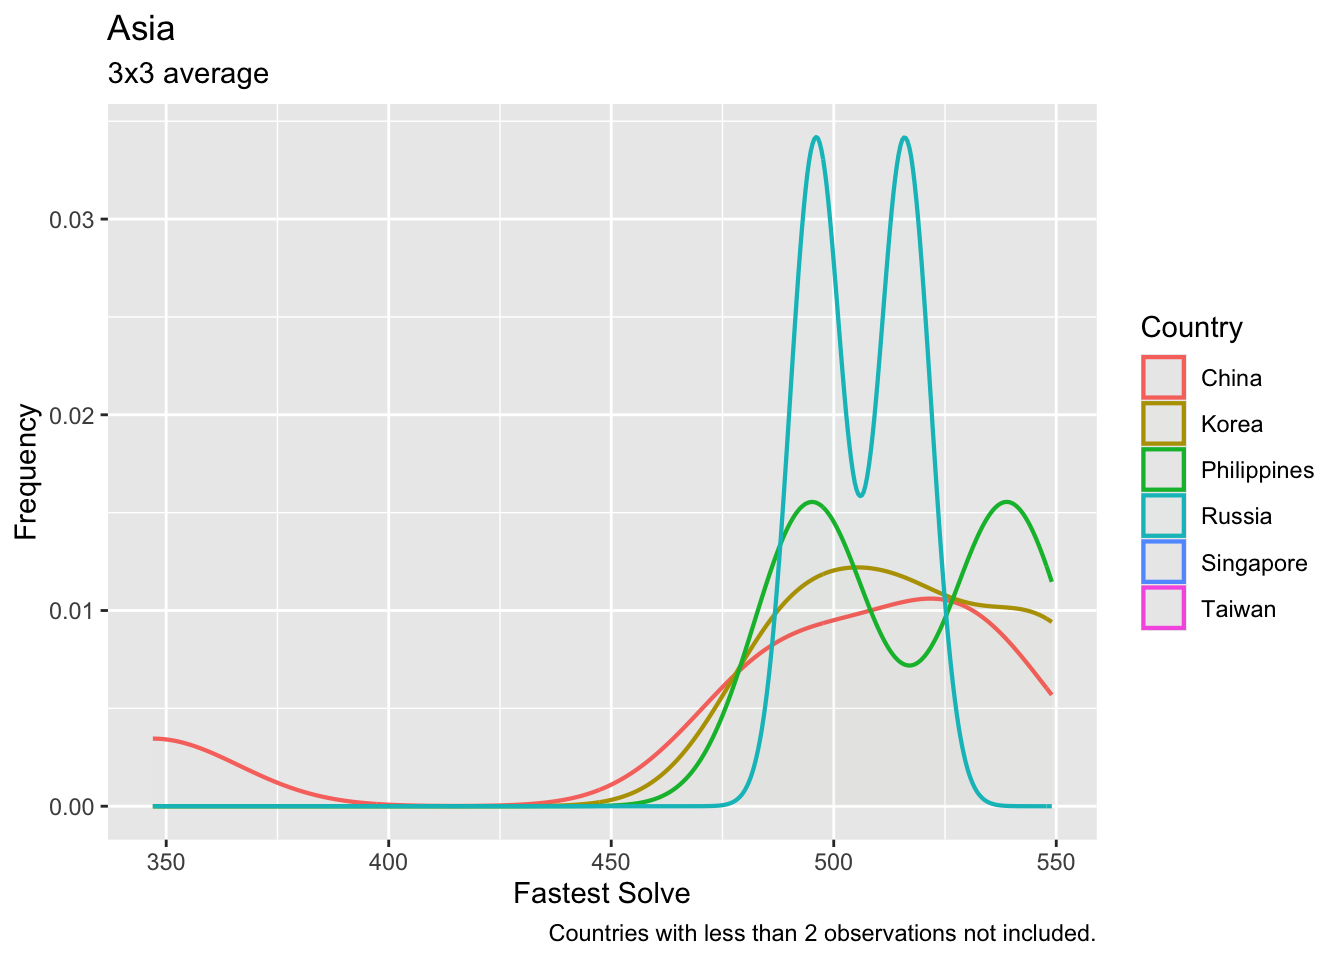 Asia
3x3 average
Frequency
0.03
0.02
0.01
0.00
350 400 450 500 550
Fastest Solve
Countries with less than 2 observations not included.
Country
China
Korea
Philippines
Russia
Singapore
Taiwan